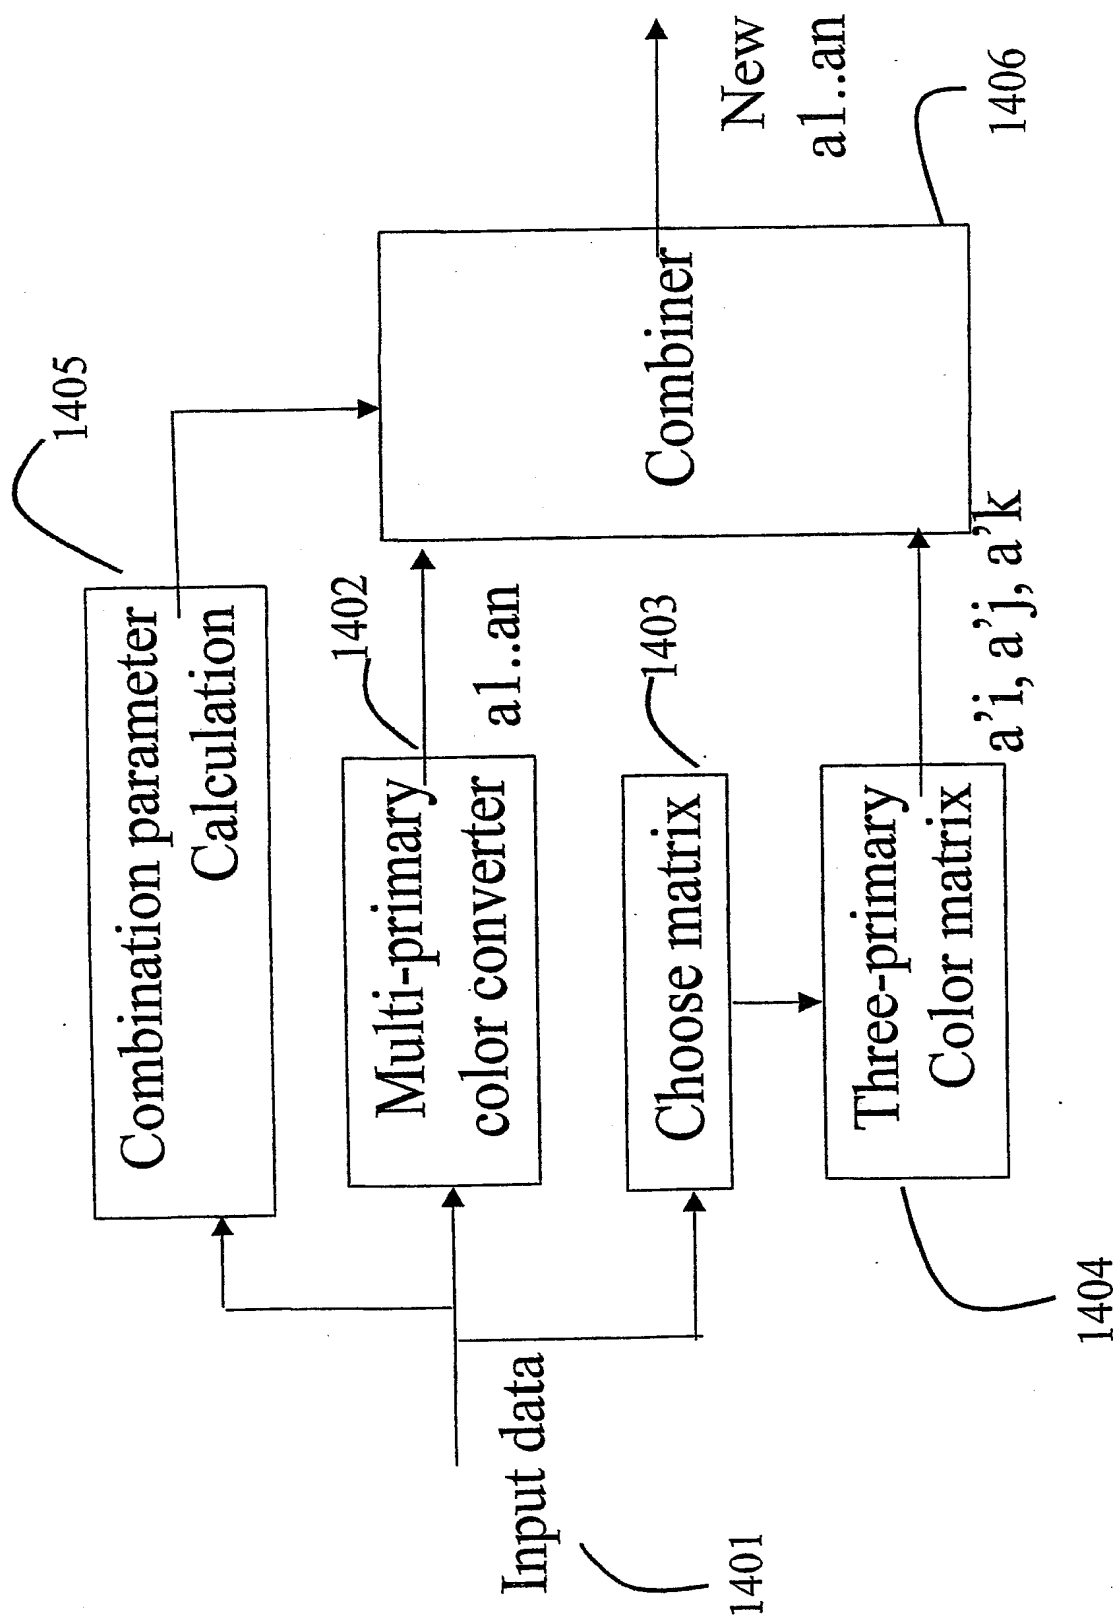 1405
Combination parameter
Calculation
1402
Multi-primary
color converter
a1..an
Input data
1401
1403
Choose matrix
Three-primary
Color matrix
1404
a'i, a'j, a'k
Combiner
New
a1..an
1406